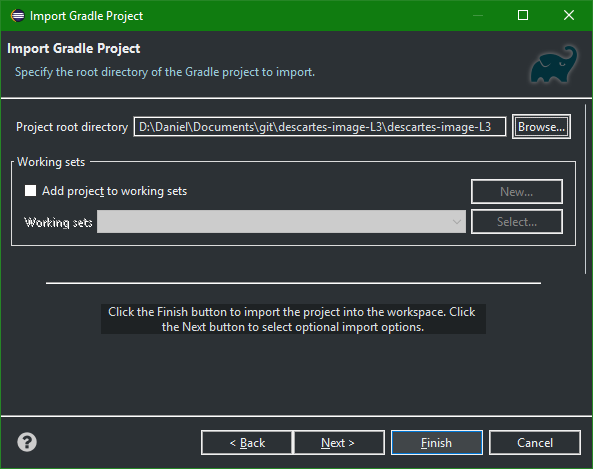 Import Gradle Project
Import Gradle Project
Specify the root directory of the Gradle project to import.
Project root directory D:\Daniel\Documents\git\descartes-image-L3\descartes-image-L3 Browse...
Working sets
Add project to working sets New...
Working sets Select...
Click the Finish button to import the project into the workspace. Click
the Next button to select optional import options.
? < Back Next > Finish Cancel